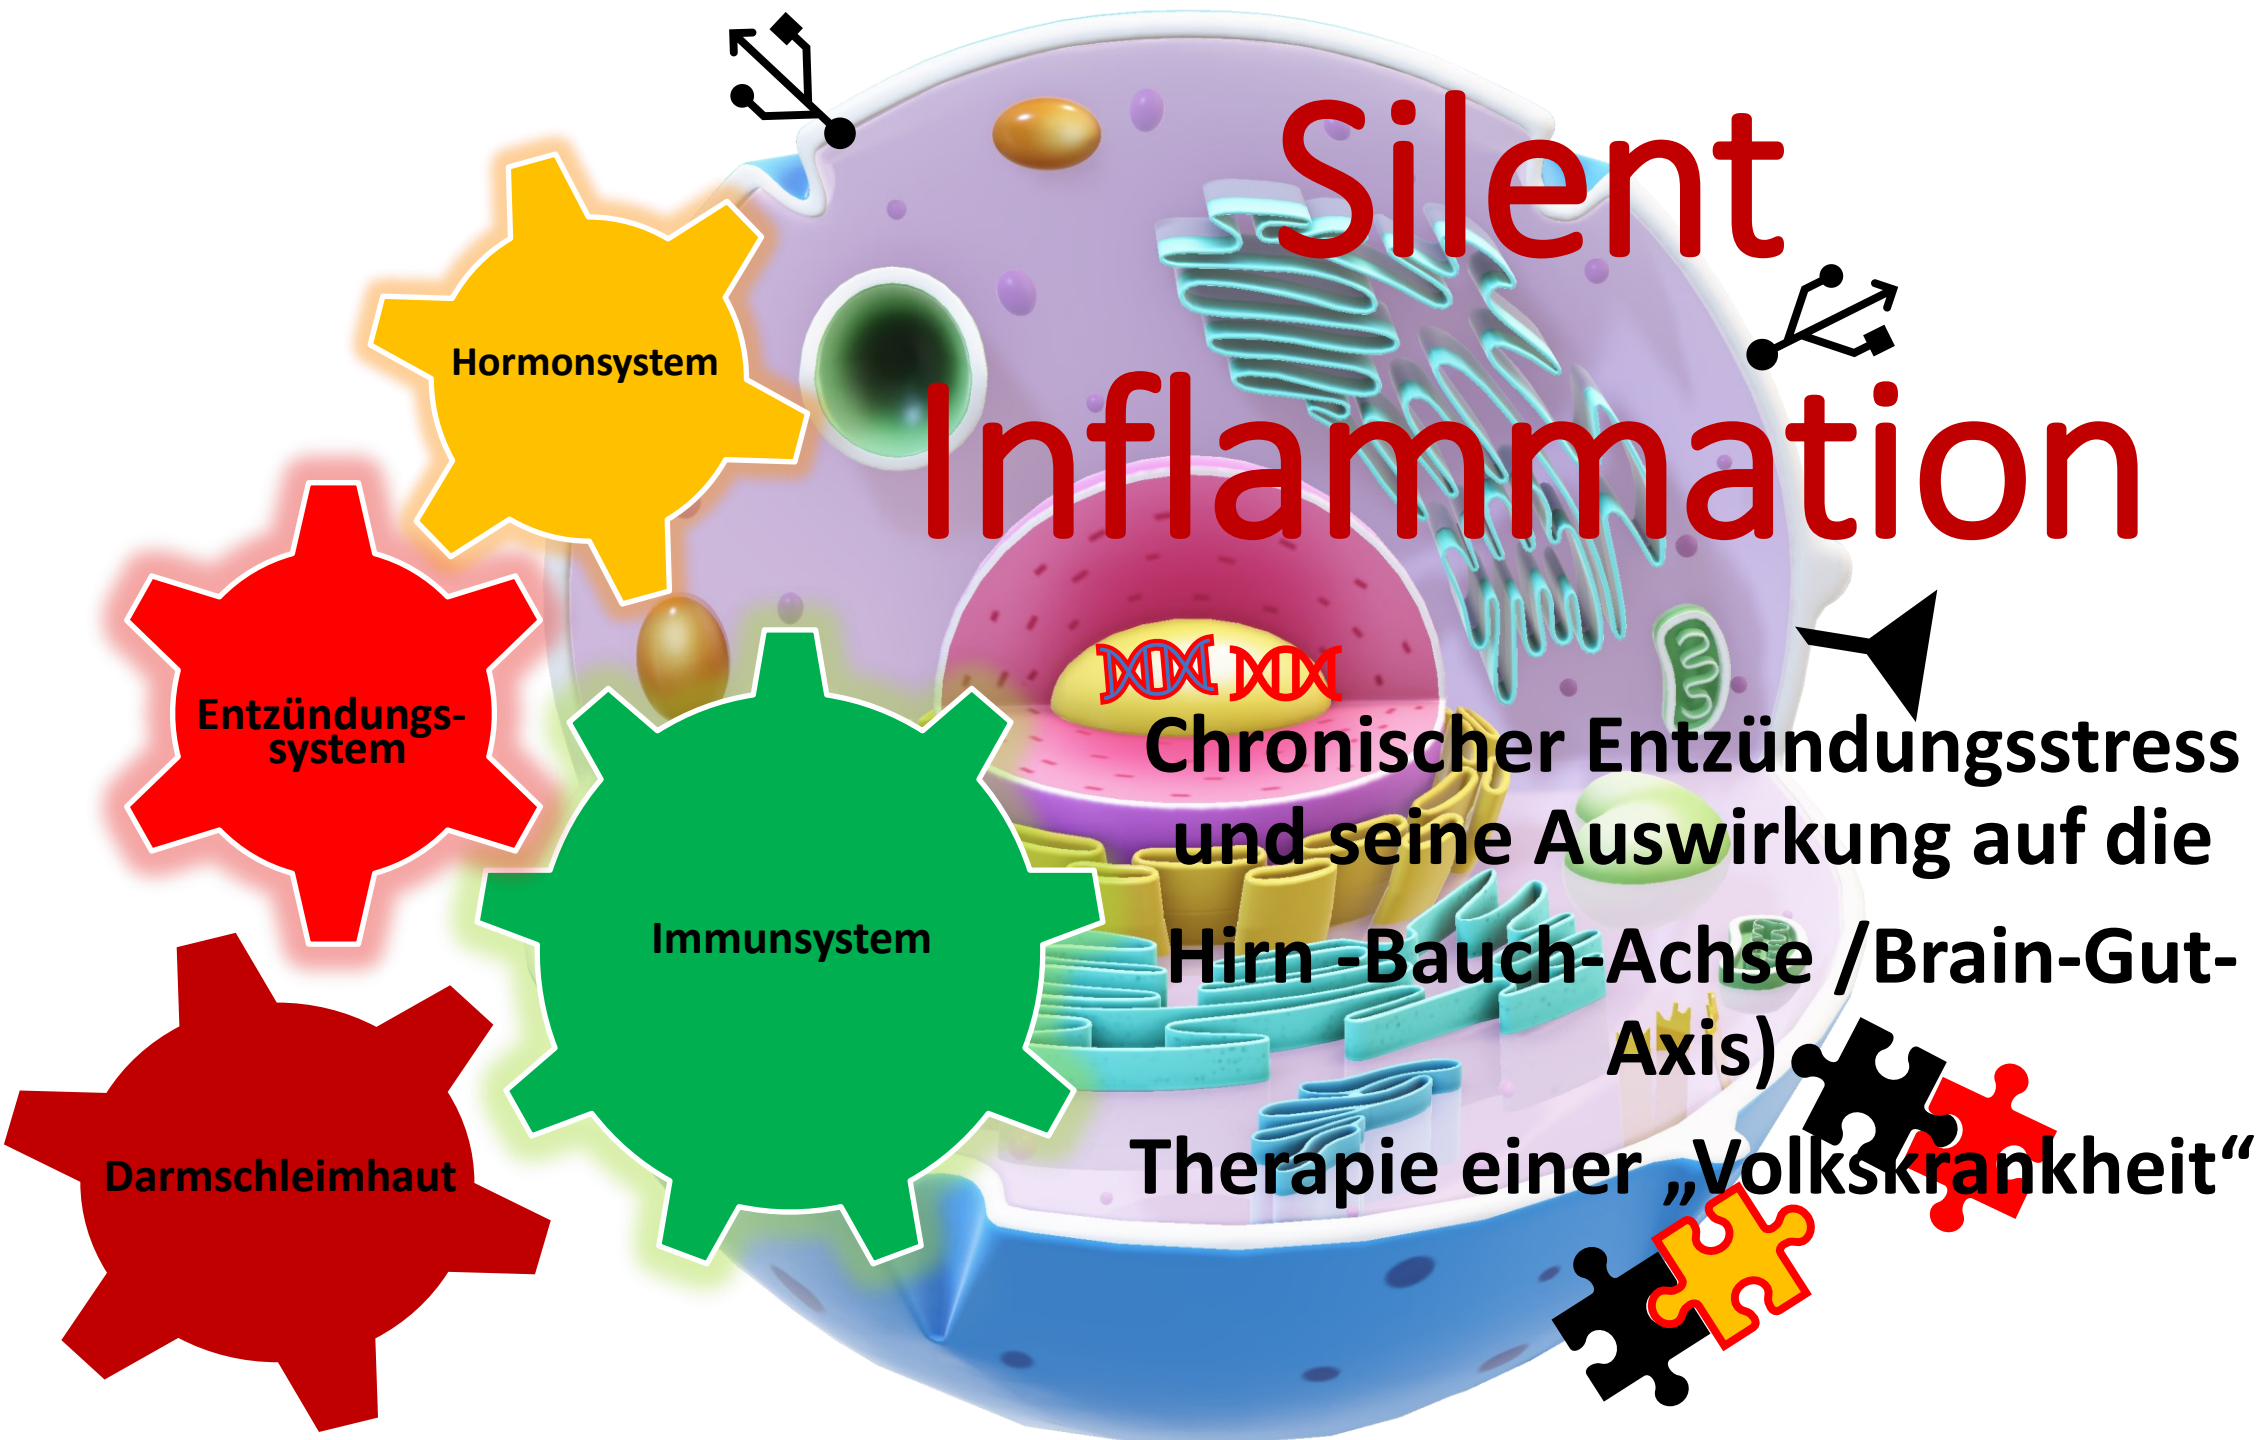 Silent
Inflammation
Hormonsystem
Entzündungs-
system
Immunsystem
Darmschleimhaut
Chronischer Entzündungsstress
und seine Auswirkung auf die
Hirn -Bauch-Achse /Brain-Gut-
Axis)
Therapie einer „Volkskrankheit“